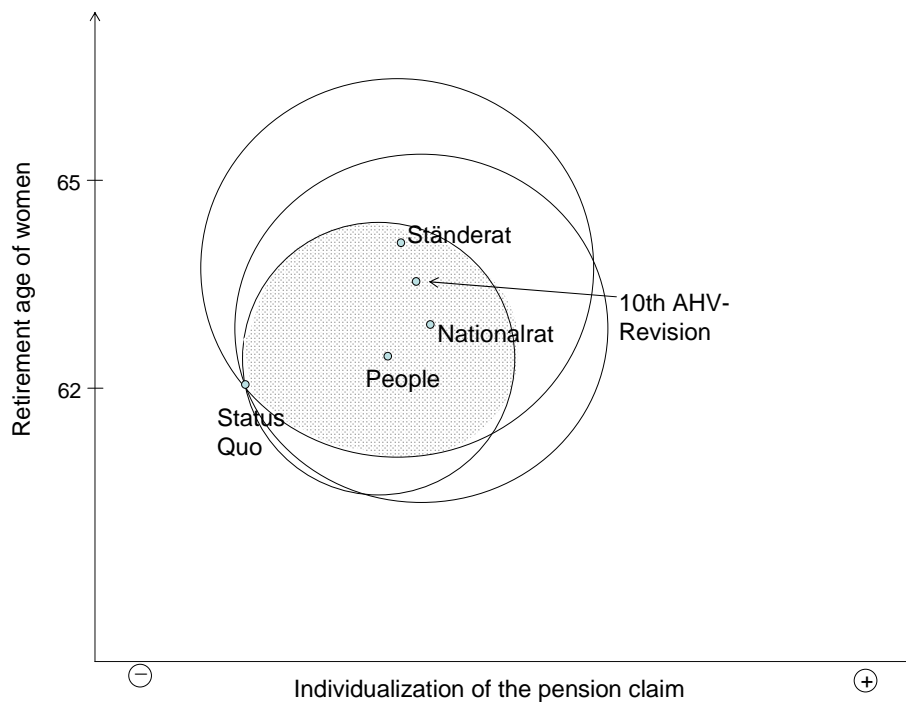 Retirement age of women
65
62
Ständerat
10th AHV-
Revision
Nationalrat
People
Status
Quo
−
+
Individualization of the pension claim